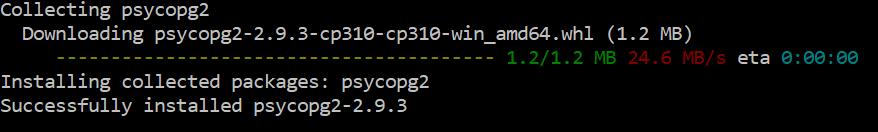 Collecting psycopg2
  Downloading psycopg2-2.9.3-cp310-cp310-win_amd64.whl (1.2 MB)
     ---------------------------------------- 1.2/1.2 MB 24.6 MB/s eta 0:00:00
Installing collected packages: psycopg2
Successfully installed psycopg2-2.9.3